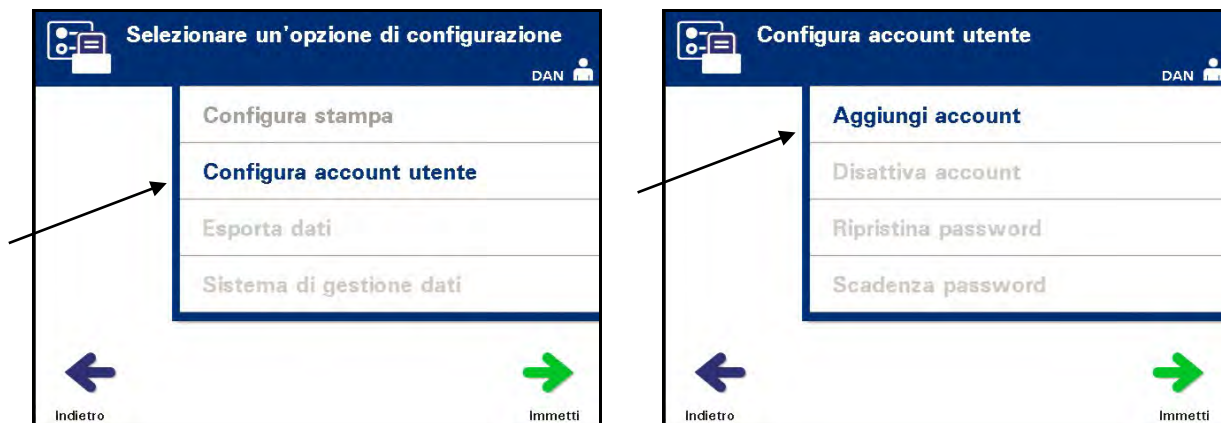 Selezionare un'opzione di configurazione
DAN
Configura stampa
Configura account utente
Esporta dati
Sistema di gestione dati
Indietro
Immetti
Configura account utente
DAN
Aggiungi account
Disattiva account
Ripristina password
Scadenza password
Indietro
Immetti